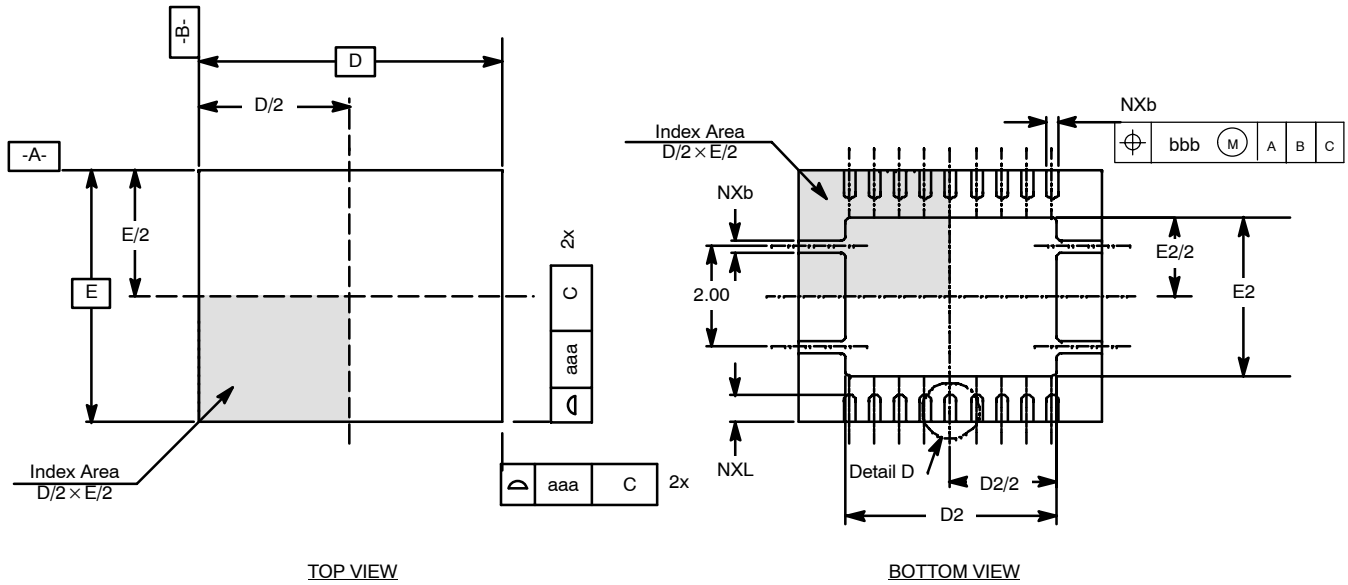 -B-
D
D/2
-A-
E/2
E
2x
C
aaa
Index Area
D/2 × E/2
aaa
C
2x
TOP VIEW
NXb
bbb
M
A
B
C
Index Area
D/2 × E/2
NXb
2.00
E2/2
E2
NXL
Detail D
D2/2
D2
BOTTOM VIEW